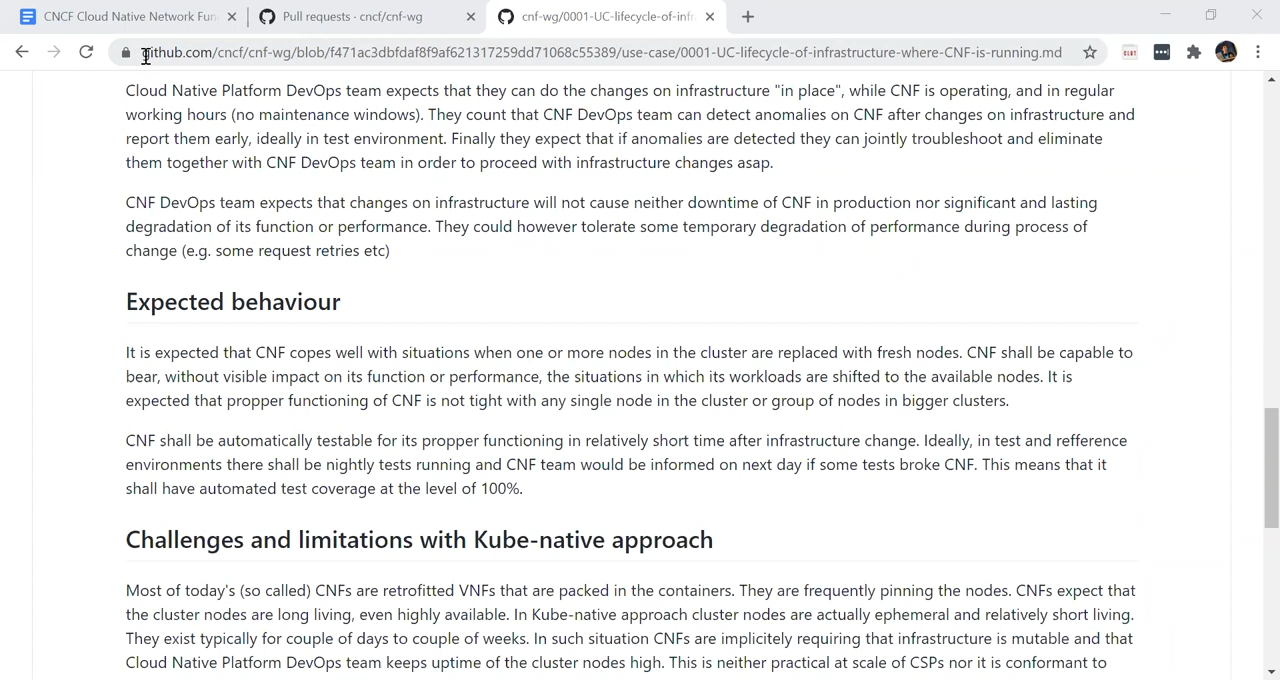 CNCF Cloud Native Network Fun
Pull requests · cncf/cnf-wg
cnf-wg/0001-UC-lifecycle-of-infr
github.com/cncf/cnf-wg/blob/f471ac3dbfdaf8f9af621317259dd71068c55389/use-case/0001-UC-lifecycle-of-infrastructure-where-CNF-is-running.md
Cloud Native Platform DevOps team expects that they can do the changes on infrastructure "in place", while CNF is operating, and in regular
working hours (no maintenance windows). They count that CNF DevOps team can detect anomalies on CNF after changes on infrastructure and
report them early, ideally in test environment. Finally they expect that if anomalies are detected they can jointly troubleshoot and eliminate
them together with CNF DevOps team in order to proceed with infrastructure changes asap.
CNF DevOps team expects that changes on infrastructure will not cause neither downtime of CNF in production nor significant and lasting
degradation of its function or performance. They could however tolerate some temporary degradation of performance during process of
change (e.g. some request retries etc)
Expected behaviour
It is expected that CNF copes well with situations when one or more nodes in the cluster are replaced with fresh nodes. CNF shall be capable to
bear, without visible impact on its function or performance, the situations in which its workloads are shifted to the available nodes. It is
expected that propper functioning of CNF is not tight with any single node in the cluster or group of nodes in bigger clusters.
CNF shall be automatically testable for its propper functioning in relatively short time after infrastructure change. Ideally, in test and refference
environments there shall be nightly tests running and CNF team would be informed on next day if some tests broke CNF. This means that it
shall have automated test coverage at the level of 100%.
Challenges and limitations with Kube-native approach
Most of today's (so called) CNFs are retrofitted VNFs that are packed in the containers. They are frequently pinning the nodes. CNFs expect that
the cluster nodes are long living, even highly available. In Kube-native approach cluster nodes are actually ephemeral and relatively short living.
They exist typically for couple of days to couple of weeks. In such situation CNFs are implicitely requiring that infrastructure is mutable and that
Cloud Native Platform DevOps team keeps uptime of the cluster nodes high. This is neither practical at scale of CSPs nor it is conformant to